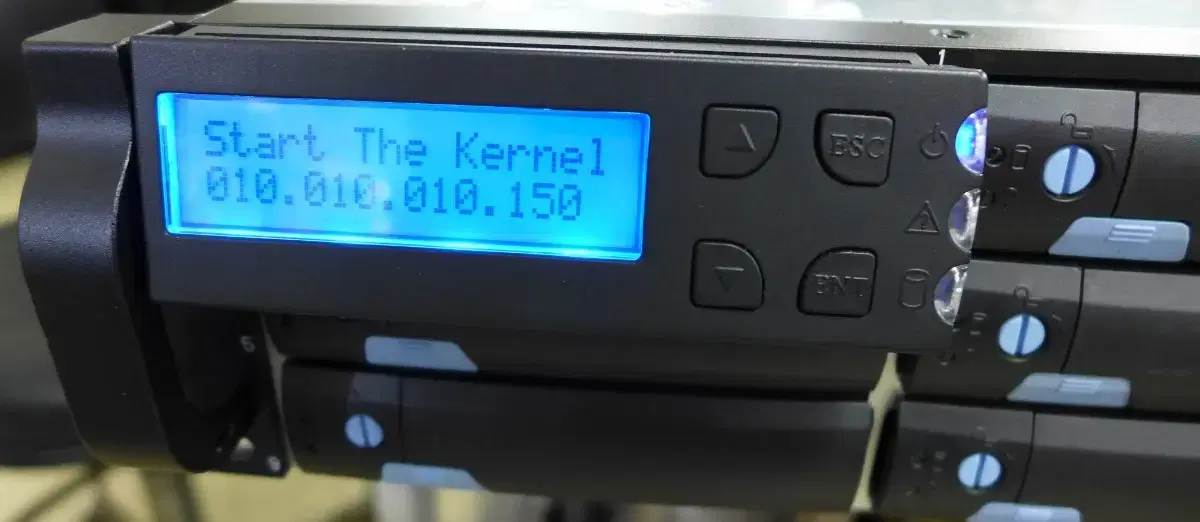 Start The Kernel
010.010.010.150
ESC
ENT